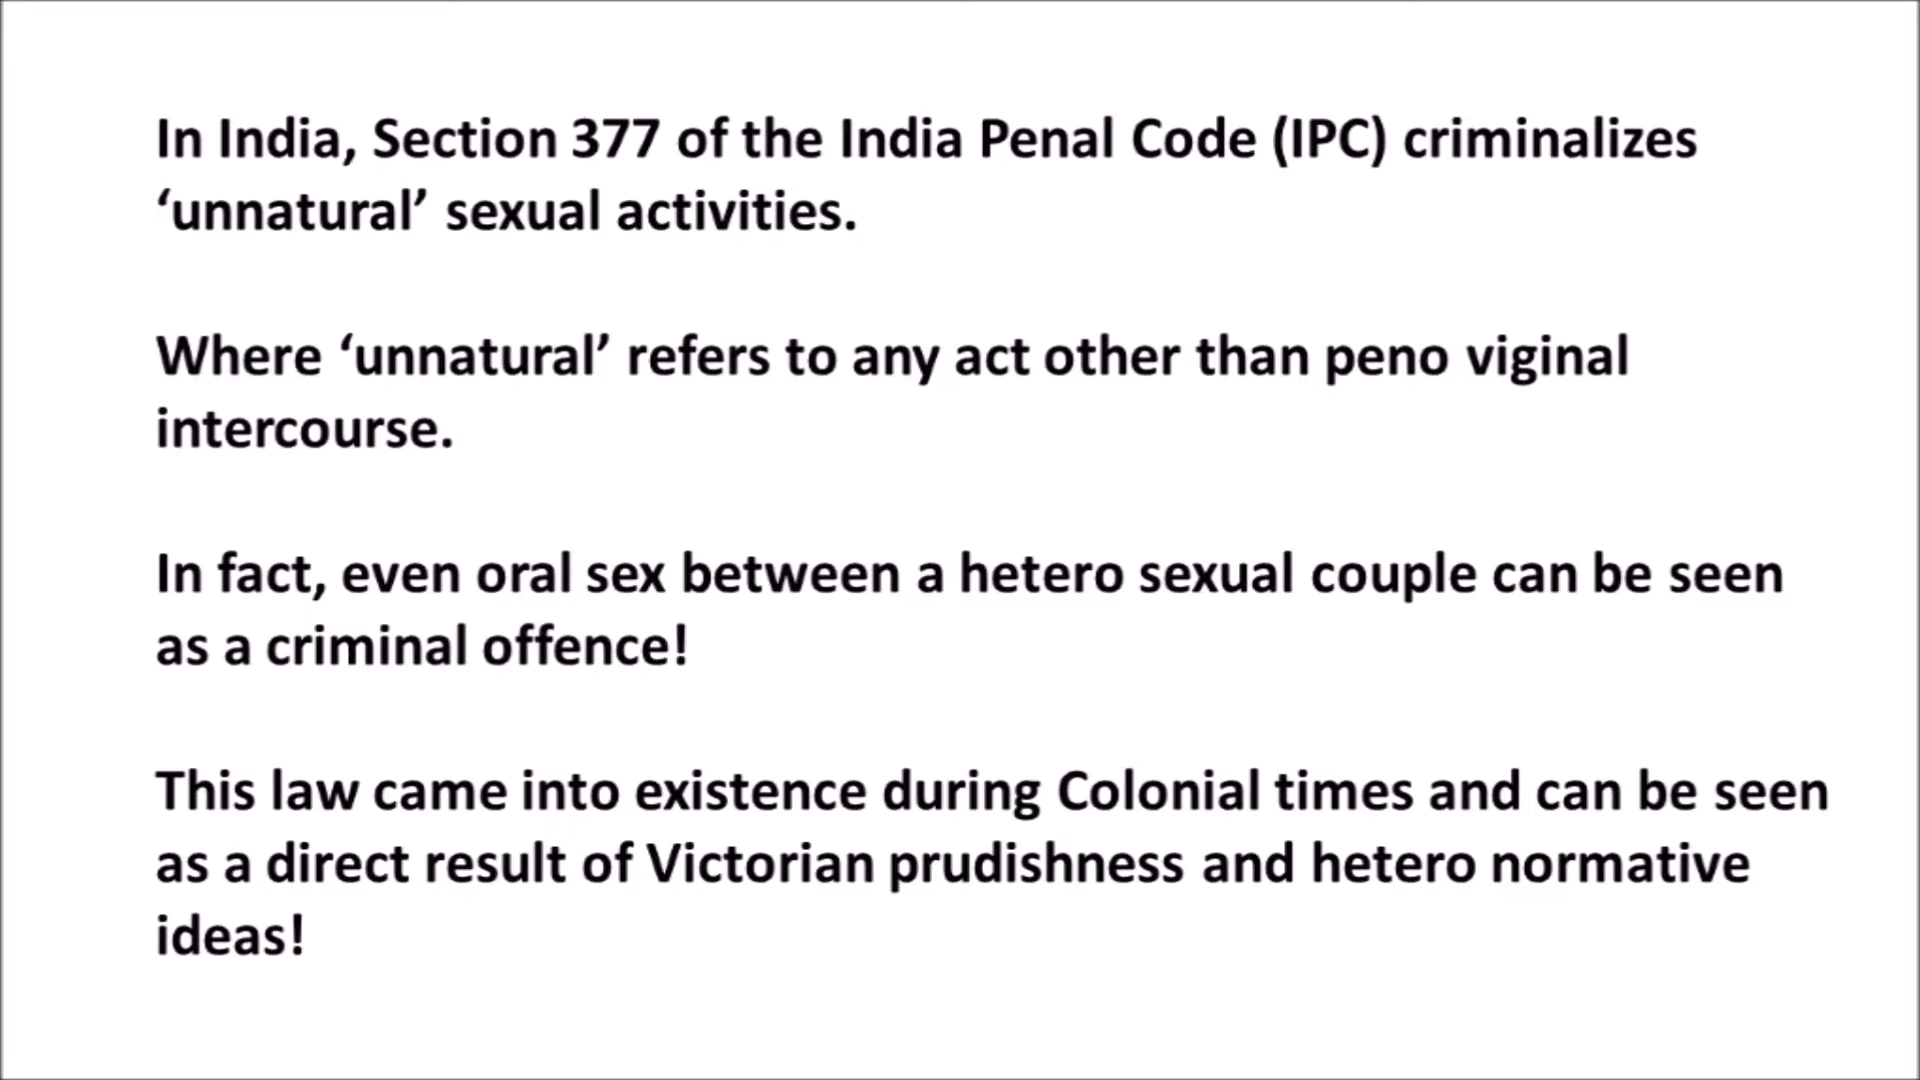 In India, Section 377 of the India Penal Code (IPC) criminalizes
‘unnatural’ sexual activities.
Where ‘unnatural’ refers to any act other than peno viginal
intercourse.
In fact, even oral sex between a hetero sexual couple can be seen
as a criminal offence!
This law came into existence during Colonial times and can be seen
as a direct result of Victorian prudishness and hetero normative
ideas!